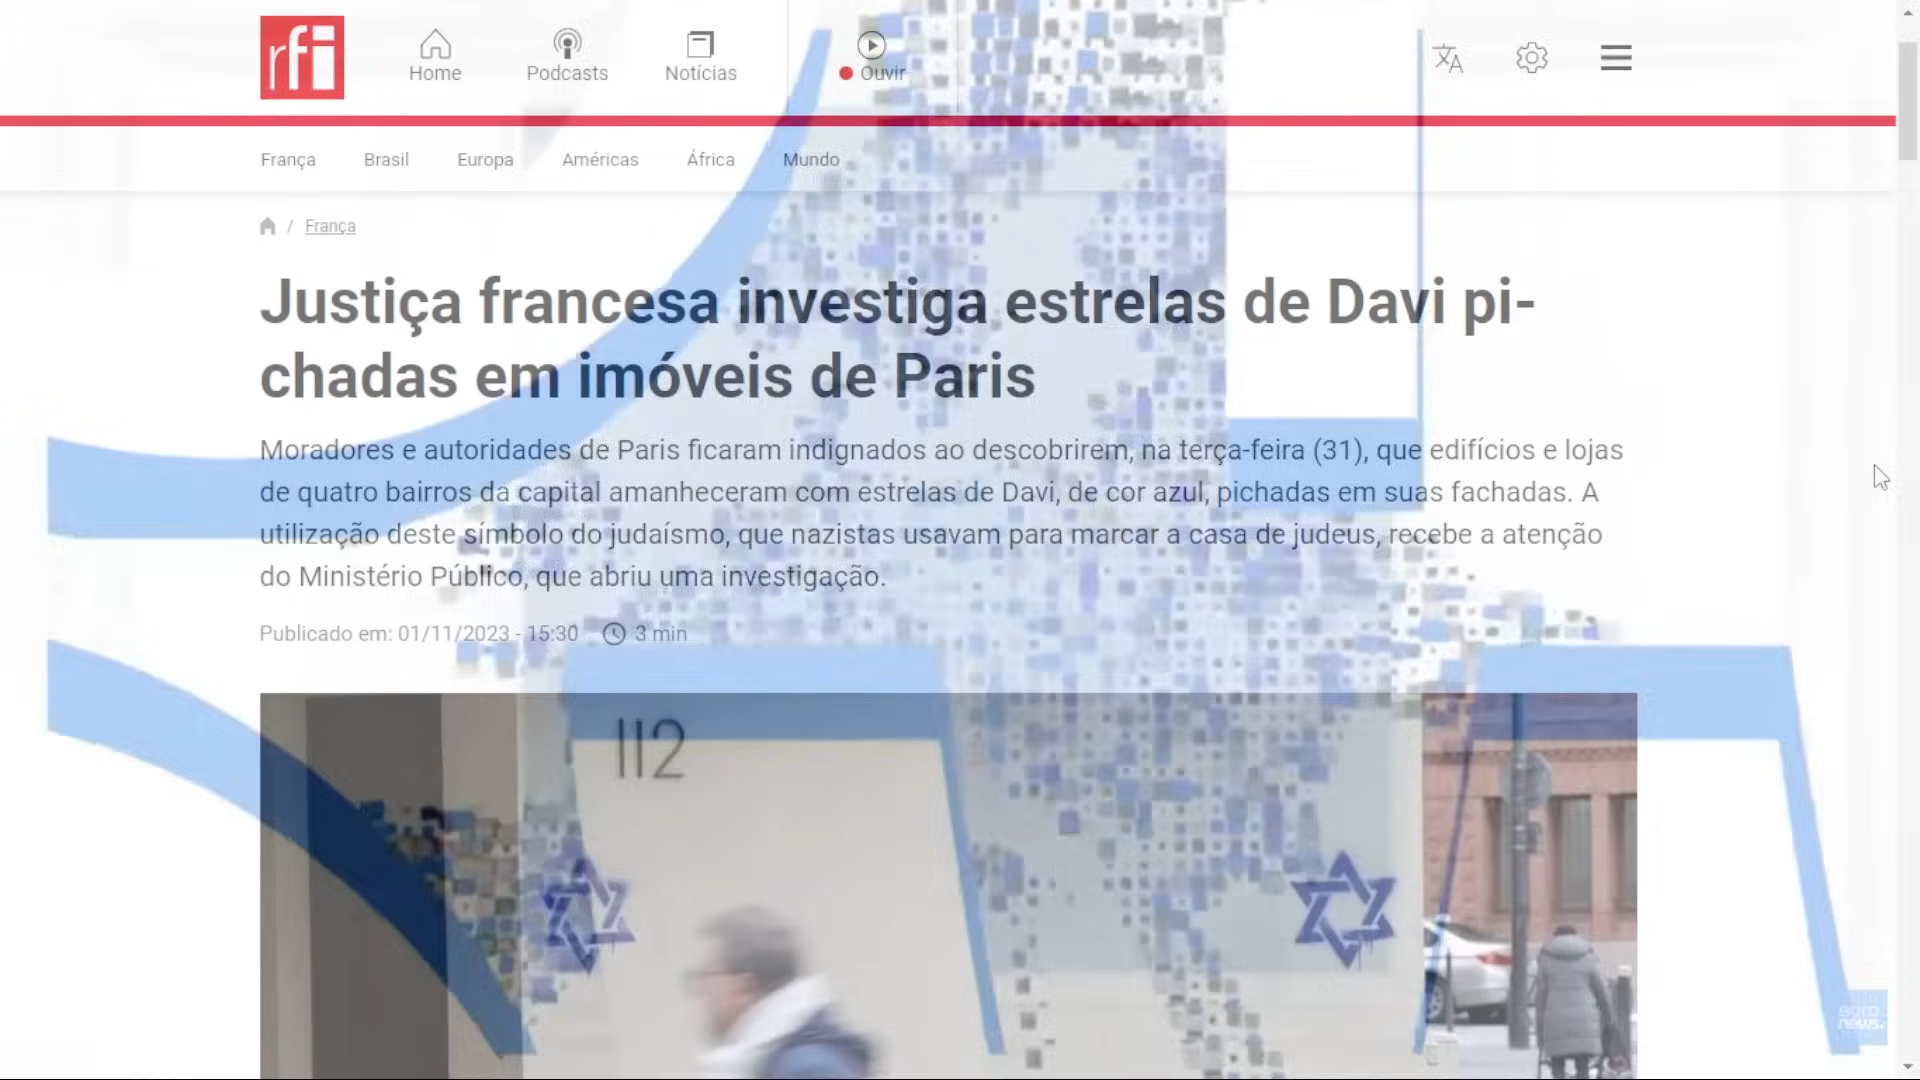 rfi
Home
Podcasts
Notícias
Ouvir
França
Brasil
Europa
Américas
África
Mundo
/ França
Justiça francesa investiga estrelas de Davi pi-
chadas em imóveis de Paris
Moradores e autoridades de Paris ficaram indignados ao descobrirem, na terça-feira (31), que edifícios e lojas
de quatro bairros da capital amanheceram com estrelas de Davi, de cor azul, pichadas em suas fachadas. A
utilização deste símbolo do judaísmo, que nazistas usavam para marcar a casa de judeus, recebe a atenção
do Ministério Público, que abriu uma investigação.
Publicado em: 01/11/2023 - 15:30
3 min
112
euro
news.